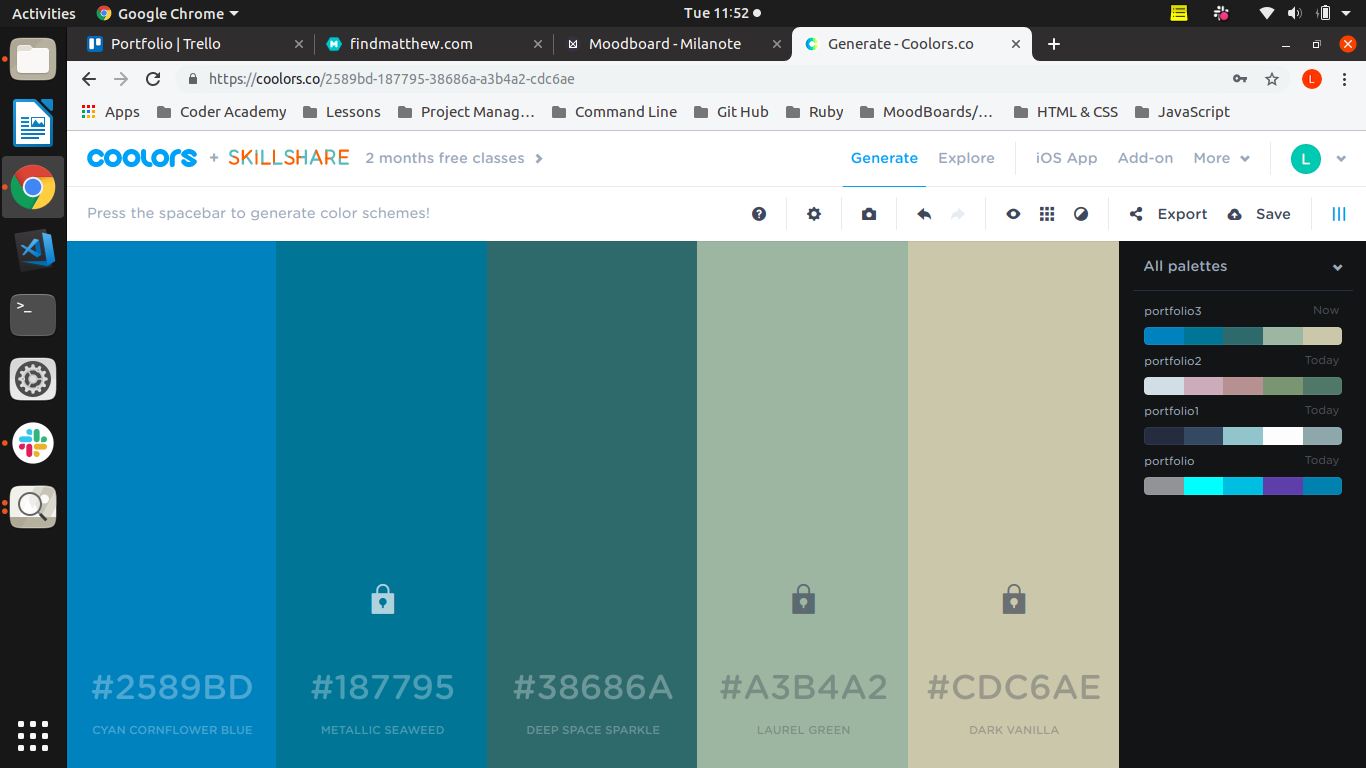 Activities Google Chrome Tue 11:52
Portfolio | Trello findmatthew.com Moodboard - Milanote Generate - Coolors.co
https://coolors.co/2589bd-187795-38686a-a3b4a2-cdc6ae L
Apps Coder Academy Lessons Project Manag... Command Line Git Hub Ruby MoodBoards/... HTML & CSS JavaScript
coolors + SKILLSHARE 2 months free classes Generate Explore iOS App Add-on More L
Press the spacebar to generate color schemes! Export Save
All palettes
portfolio3 Now
portfolio2 Today
portfolio1 Today
portfolio Today
>_
#2589BD #187795 #38686A #A3B4A2 #CDC6AE
CYAN CORNFLOWER BLUE METALLIC SEAWEED DEEP SPACE SPARKLE LAUREL GREEN DARK VANILLA